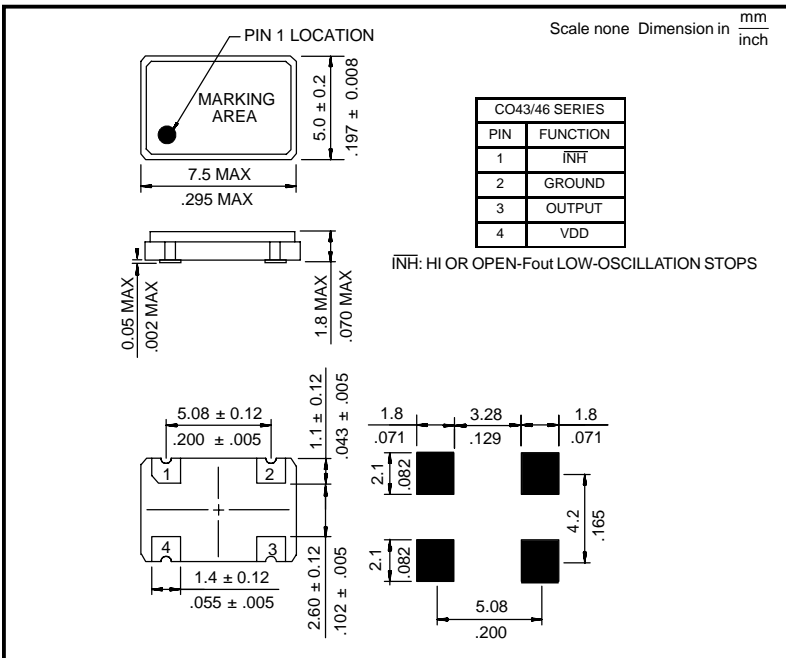 Scale none Dimension in mm
inch
PIN 1 LOCATION
MARKING
AREA
5.0 ± 0.2
.197 ± 0.008
7.5 MAX
.295 MAX
CO43/46 SERIES
PIN FUNCTION
1 INH
2 GROUND
3 OUTPUT
4 VDD
INH: HI OR OPEN-Fout LOW-OSCILLATION STOPS
0.05 MAX
.002 MAX
1.8 MAX
.070 MAX
5.08 ± 0.12
.200 ± .005
1.1 ± 0.12
.043 ± .005
1 2
4 3
1.4 ± 0.12
.055 ± .005
2.60 ± 0.12
.102 ± .005
1.8 3.28 1.8
.071 .129 .071
2.1
.082
4.2
.165
2.1
.082
5.08
.200